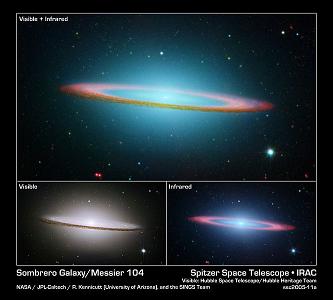 Visible + Infrared
Visible
Infrared
Sombrero Galaxy/Messier 104
Spitzer Space Telescope • IRAC
Visible: Hubble Space Telescope/Hubble Heritage Team
NASA / JPL-Caltech / R. Kennicutt (University of Arizona), and the SINGS Team
ssc2005-11a